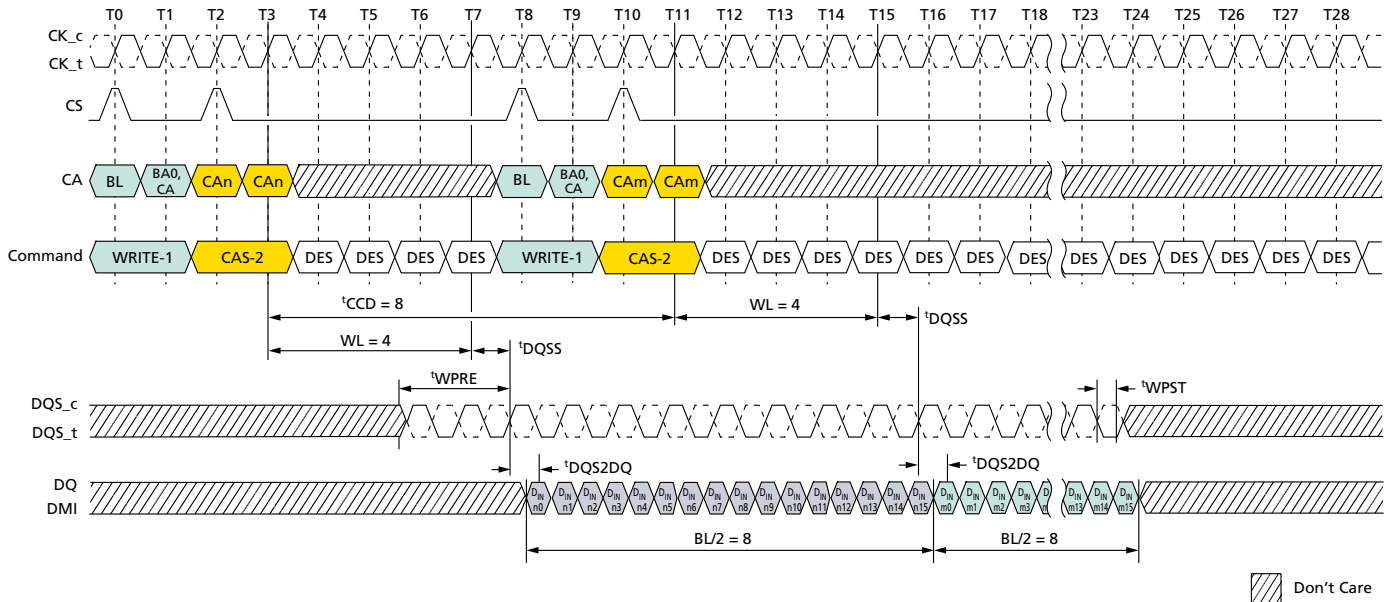 T0 T1 T2 T3 T4 T5 T6 T7 T8 T9 T10 T11 T12 T13 T14 T15 T16 T17 T18 T23 T24 T25 T26 T27 T28
CK_c
CK_t
CS
CA BL BA0, CA CAn CAn BL BA0, CA CAm CAm
Command WRITE-1 CAS-2 DES DES DES DES WRITE-1 CAS-2 DES DES DES DES DES DES DES DES DES DES DES DES DES
tCCD = 8 WL = 4 tDQSS
WL = 4 tDQSS
tWPRE tWPST
DQS_c
DQS_t
tDQS2DQ tDQS2DQ
DQ
DMI
DIN n0 DIN n1 DIN n2 DIN n3 DIN n4 DIN n5 DIN n6 DIN n7 DIN n8 DIN n9 DIN n10 DIN n11 DIN n12 DIN n13 DIN n14 DIN n15 DIN m0 DIN m1 DIN m2 DIN m3 DIN m13 DIN m14 DIN m15
BL/2 = 8 BL/2 = 8
Don't Care